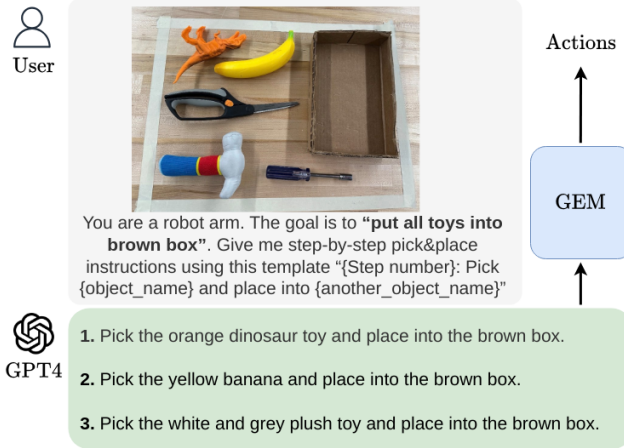 User
You are a robot arm. The goal is to “put all toys into
brown box”. Give me step-by-step pick&place
instructions using this template “{Step number}: Pick
{object_name} and place into {another_object_name}”
GPT4
1. Pick the orange dinosaur toy and place into the brown box.
2. Pick the yellow banana and place into the brown box.
3. Pick the white and grey plush toy and place into the brown box.
Actions
GEM